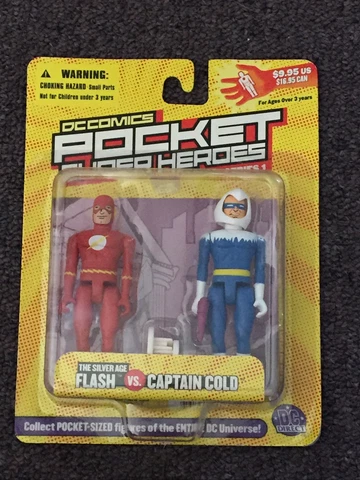 WARNING:
CHOKING HAZARD-Small Parts
Not for Children under 3 years
$9.95 US
$16.95 CAN
For Ages Over 3 years
DC COMICS
POCKET
SUPER HEROES
SERIES 1
THE SILVER AGE
FLASH VS. CAPTAIN COLD
Collect POCKET-SIZED figures of the ENTIRE DC Universe!
DC
DIRECT